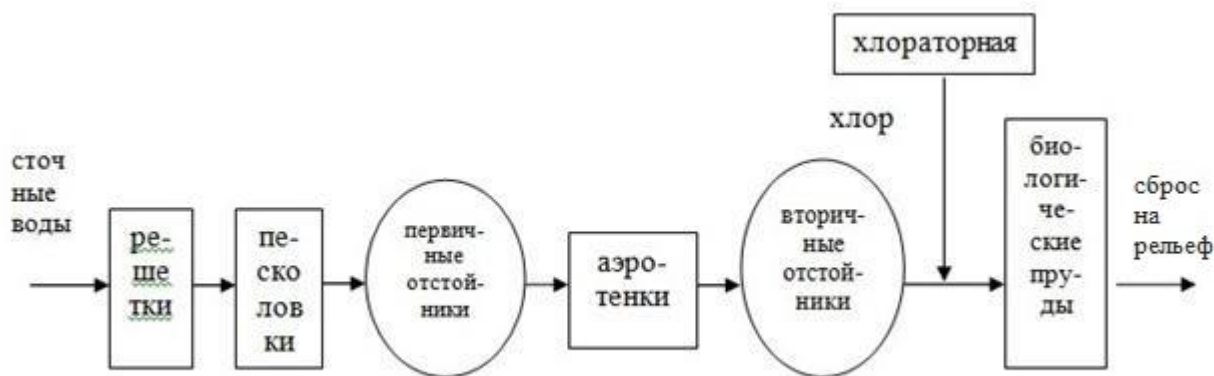 сточ
ные
воды
ре-
ше
тки
пе-
ско
лов
ки
первич-
ные
отстой-
ники
аэро-
тенки
вторич-
ные
отстой-
ники
хлораторная
хлор
био-
логи-
че-
ские
пру-
ды
сброс
на
рельеф